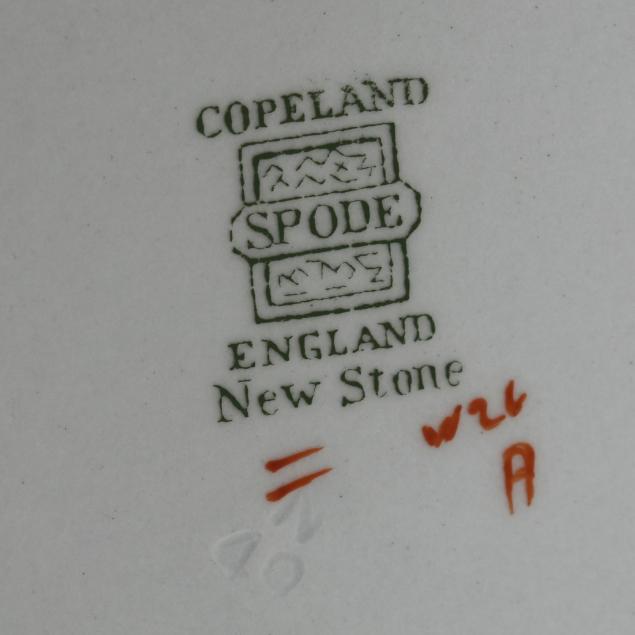 COPELAND
SPODE
ENGLAND
New Stone
W26
A